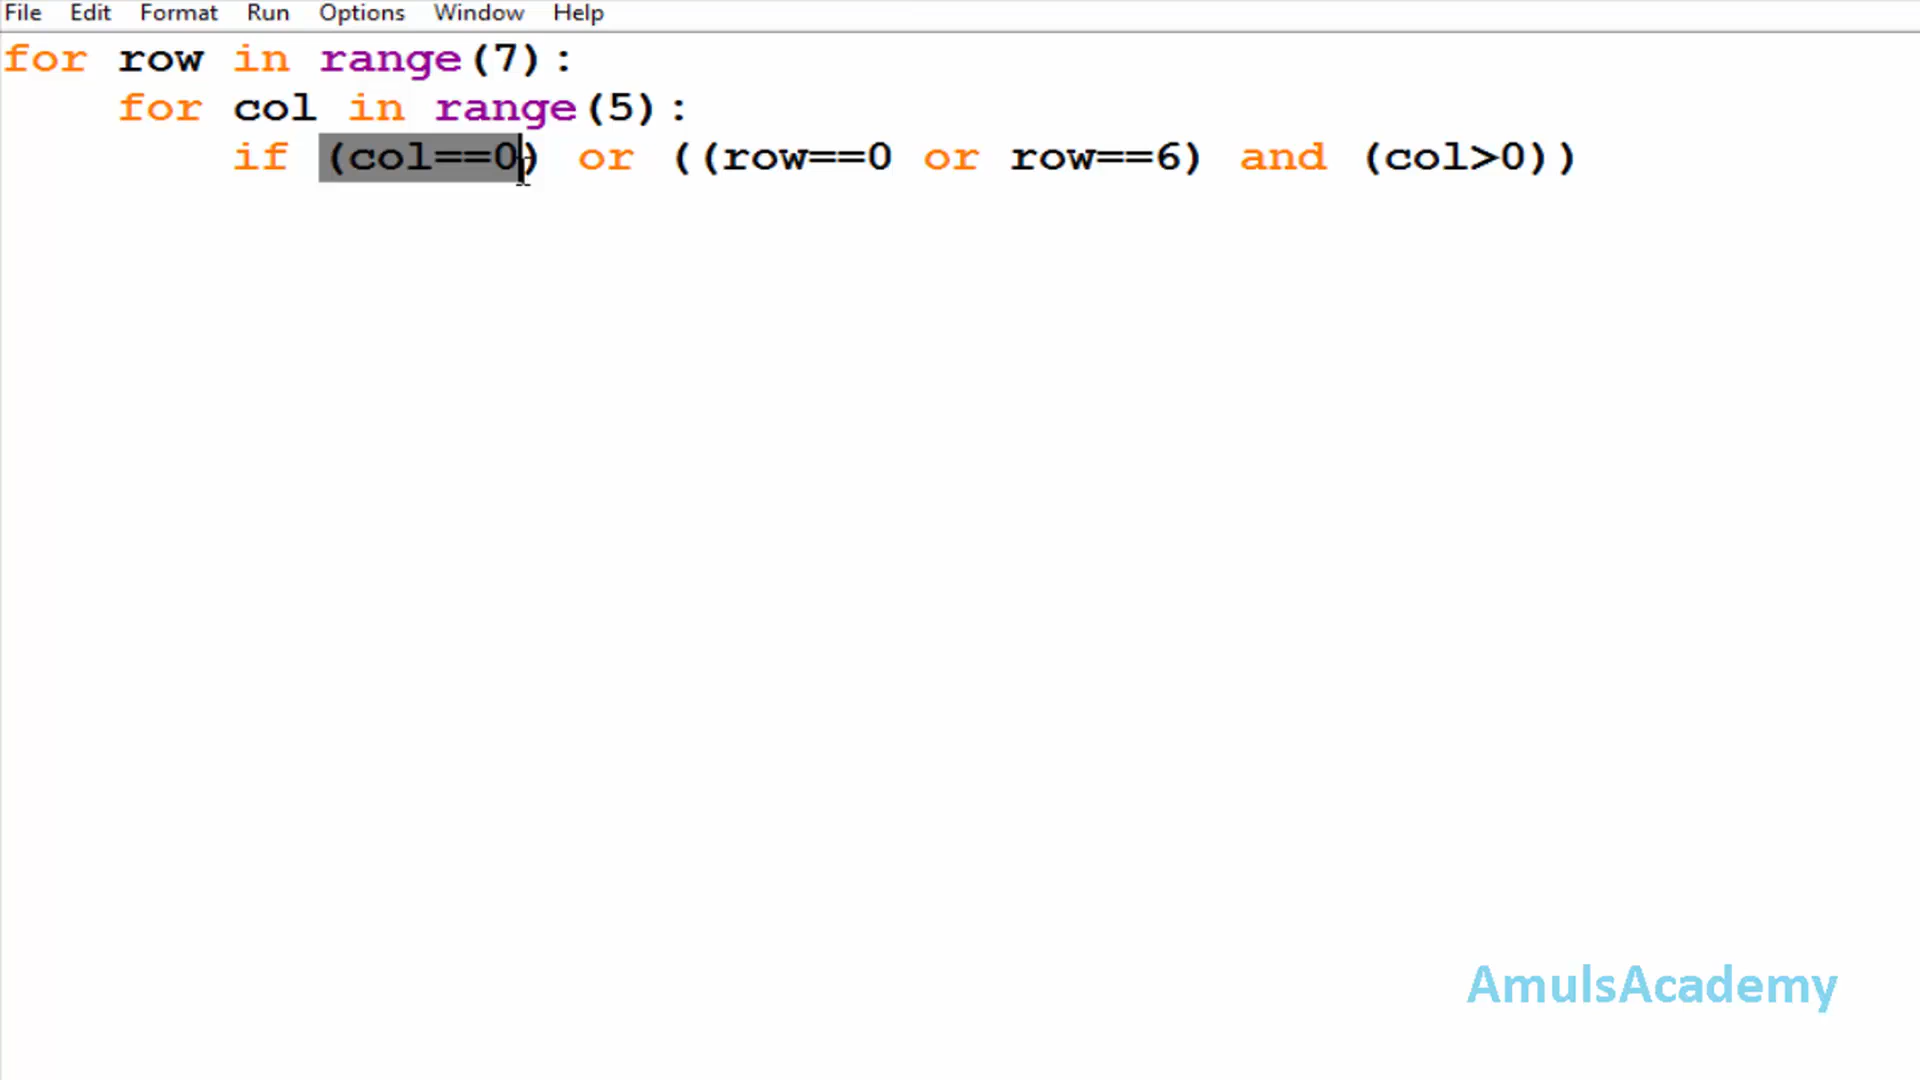 File Edit Format Run Options Window Help
for row in range(7):
    for col in range(5):
        if (col==0) or ((row==0 or row==6) and (col>0))
AmulsAcademy